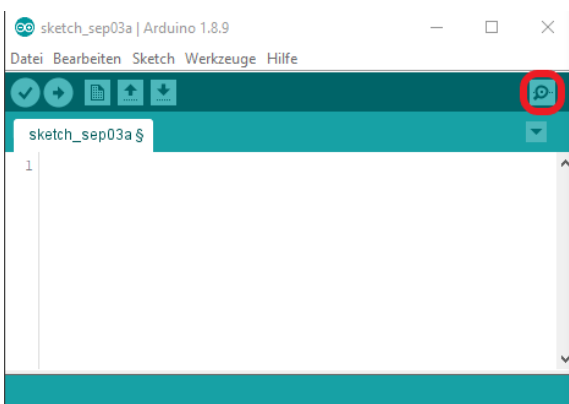 sketch_sep03a | Arduino 1.8.9
Datei Bearbeiten Sketch Werkzeuge Hilfe
sketch_sep03a §
1